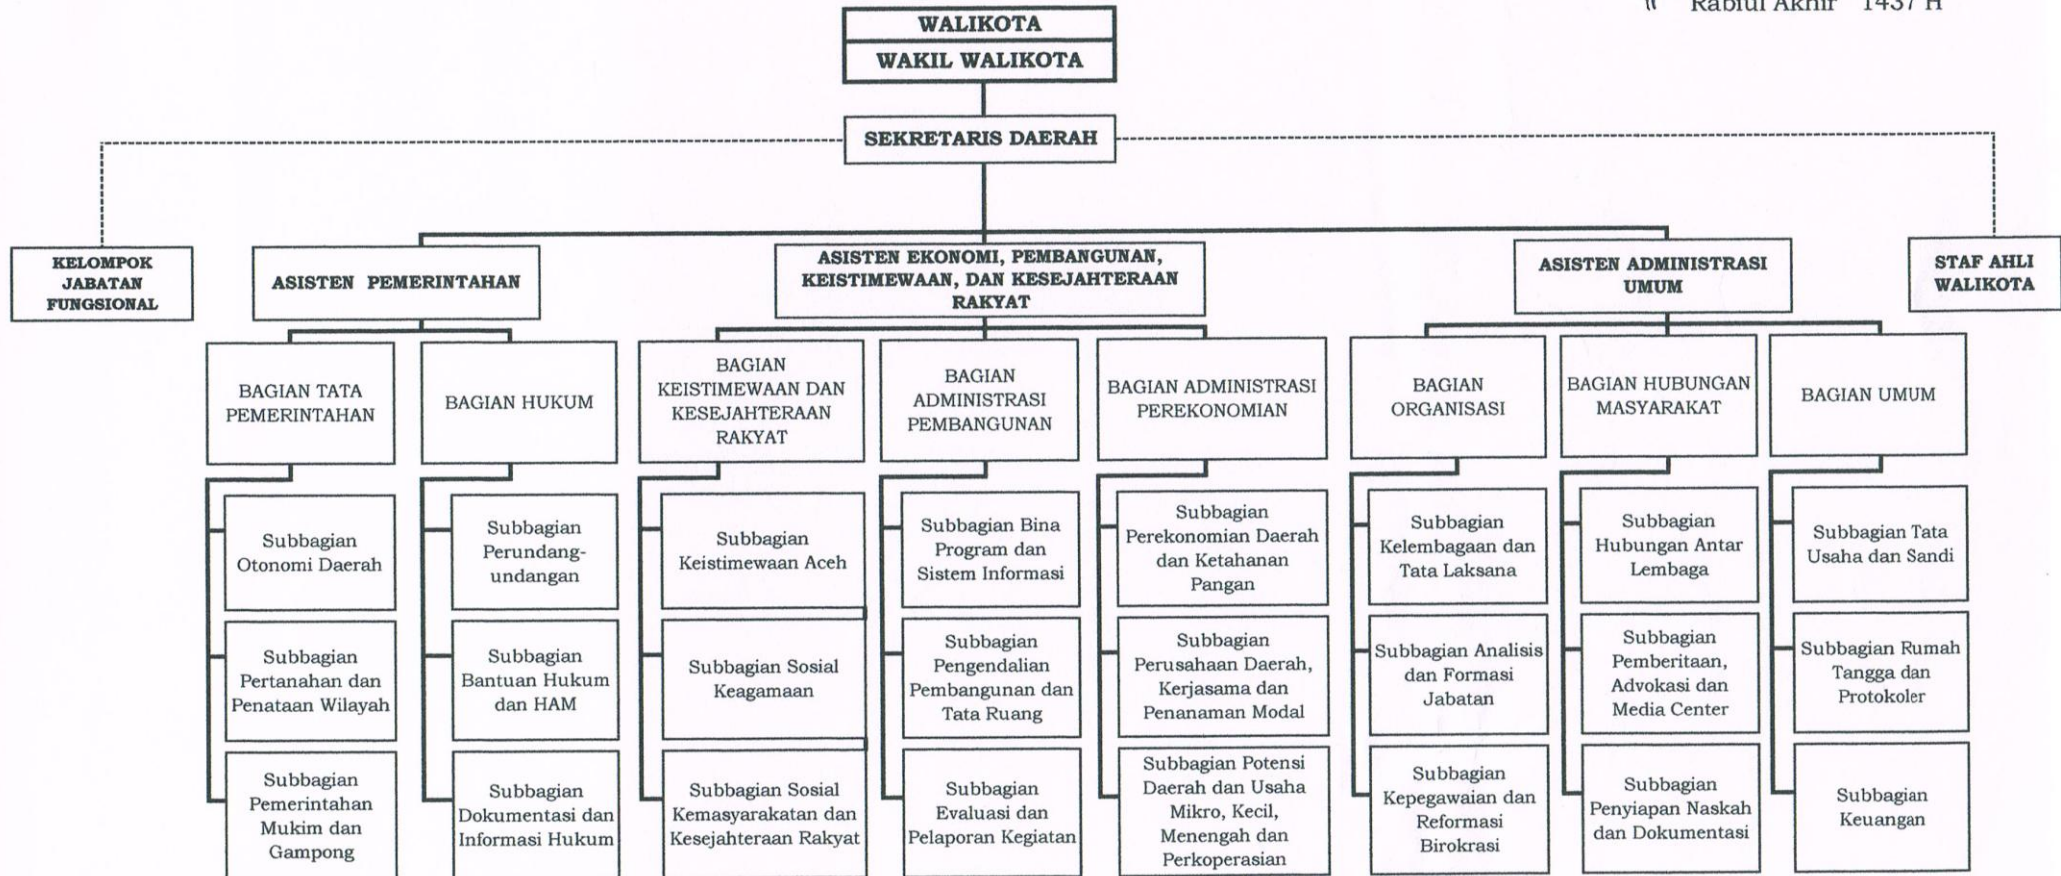 Rabiul Akhir 1437 H
WALIKOTA
WAKIL WALIKOTA
SEKRETARIS DAERAH
KELOMPOK
JABATAN
FUNGSIONAL
ASISTEN PEMERINTAHAN
ASISTEN EKONOMI, PEMBANGUNAN,
KEISTIMEWAAN, DAN KESEJAHTERAAN
RAKYAT
ASISTEN ADMINISTRASI
UMUM
STAF AHLI
WALIKOTA
BAGIAN TATA
PEMERINTAHAN
BAGIAN HUKUM
BAGIAN
KEISTIMEWAAN DAN
KESEJAHTERAAN
RAKYAT
BAGIAN
ADMINISTRASI
PEMBANGUNAN
BAGIAN ADMINISTRASI
PEREKONOMIAN
BAGIAN
ORGANISASI
BAGIAN HUBUNGAN
MASYARAKAT
BAGIAN UMUM
Subbagian
Otonomi Daerah
Subbagian
Perundang-
undangan
Subbagian
Keistimewaan Aceh
Subbagian Bina
Program dan
Sistem Informasi
Subbagian
Perekonomian Daerah
dan Ketahanan
Pangan
Subbagian
Kelembagaan dan
Tata Laksana
Subbagian
Hubungan Antar
Lembaga
Subbagian Tata
Usaha dan Sandi
Subbagian
Pertanahan dan
Penataan Wilayah
Subbagian
Bantuan Hukum
dan HAM
Subbagian Sosial
Keagamaan
Subbagian
Pengendalian
Pembangunan dan
Tata Ruang
Subbagian
Perusahaan Daerah,
Kerjasama dan
Penanaman Modal
Subbagian Analisis
dan Formasi
Jabatan
Subbagian
Pemberitaan,
Advokasi dan
Media Center
Subbagian Rumah
Tangga dan
Protokoler
Subbagian
Pemerintahan
Mukim dan
Gampong
Subbagian
Dokumentasi dan
Informasi Hukum
Subbagian Sosial
Kemasyarakatan dan
Kesejahteraan Rakyat
Subbagian
Evaluasi dan
Pelaporan Kegiatan
Subbagian Potensi
Daerah dan Usaha
Mikro, Kecil,
Menengah dan
Perkoperasian
Subbagian
Kepegawaian dan
Reformasi
Birokrasi
Subbagian
Penyiapan Naskah
dan Dokumentasi
Subbagian
Keuangan